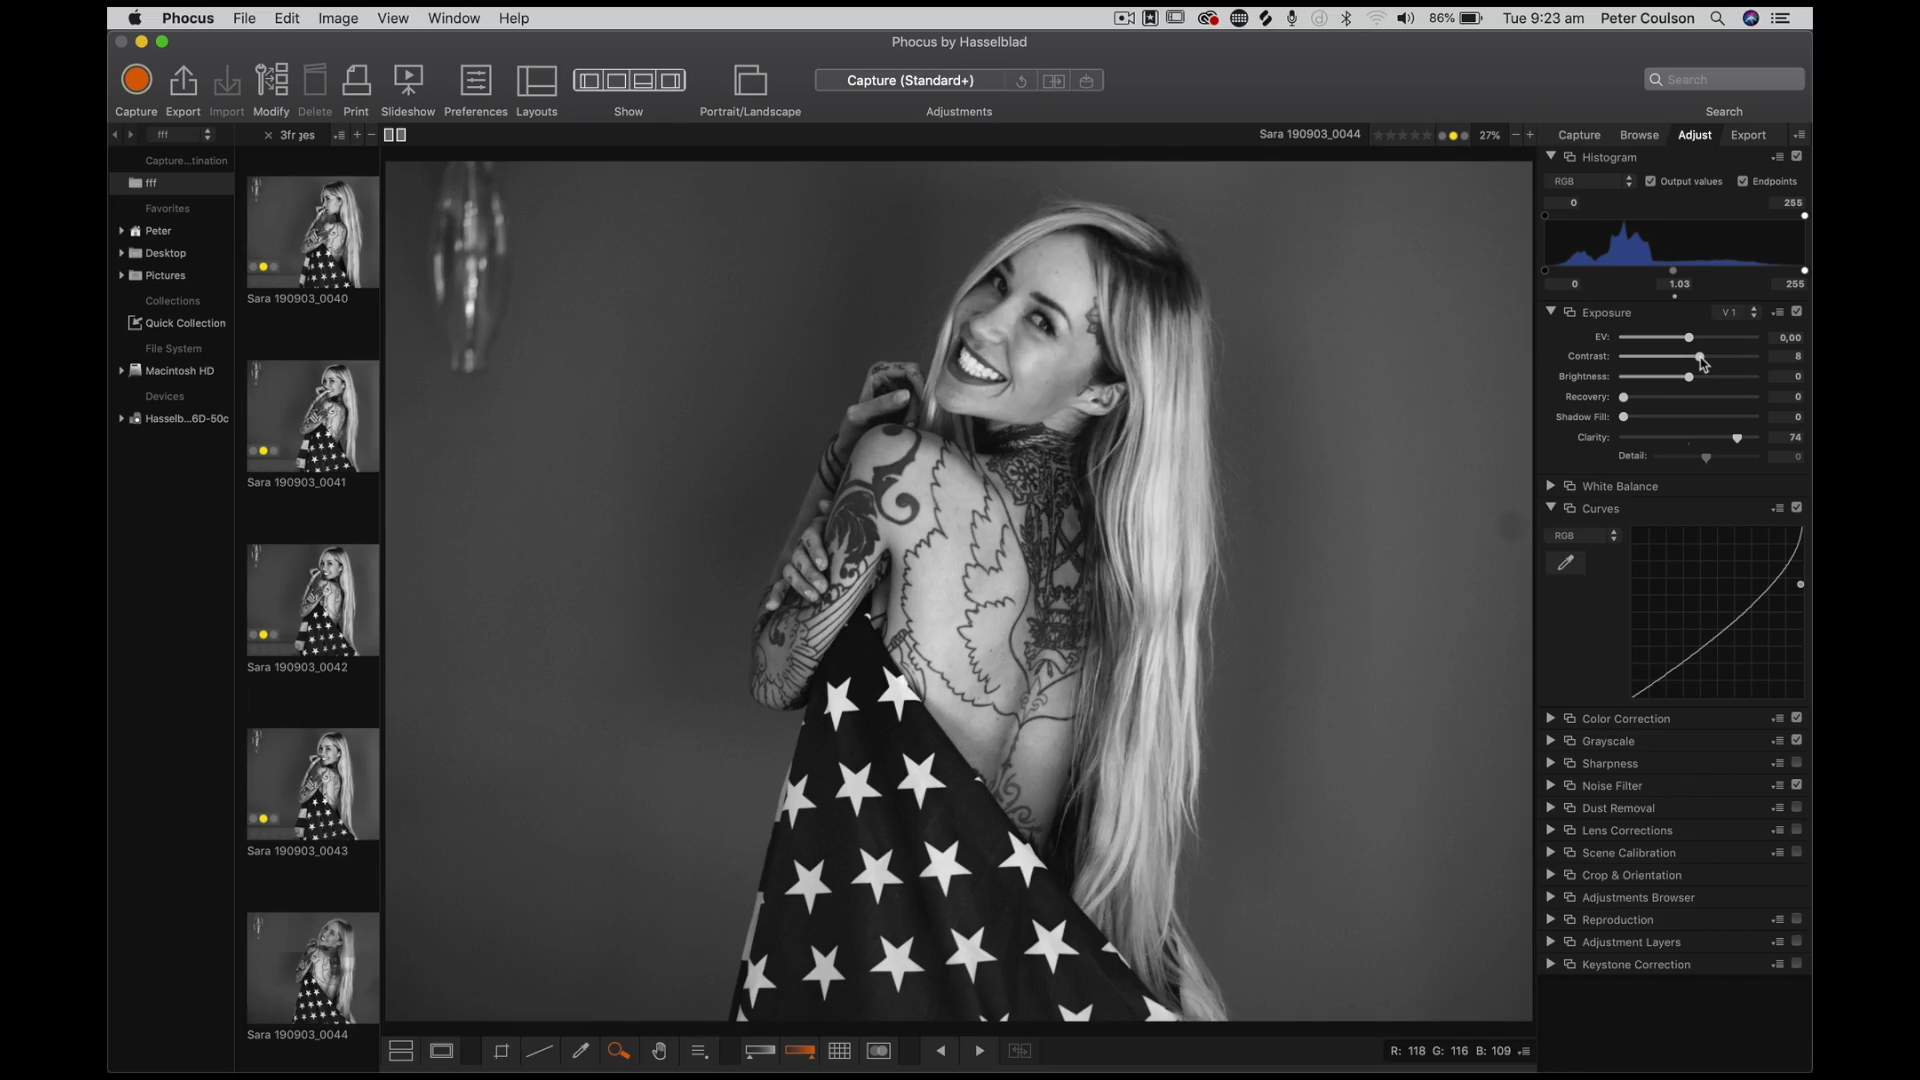 Phocus File Edit Image View Window Help 86% Tue 9:23 am Peter Coulson
Phocus by Hasselblad
Capture (Standard+) Search
Capture Export Import Modify Delete Print Slideshow Preferences Layouts Show Portrait/Landscape Adjustments Search
fff 3fr Sara 190903_0044 27% Capture Browse Adjust Export
Capture...tination
fff
Favorites
Peter
Desktop
Pictures
Collections
Quick Collection
File System
Macintosh HD
Devices
Hasselb...6D-50c
Sara 190903_0040
Sara 190903_0041
Sara 190903_0042
Sara 190903_0043
Sara 190903_0044
Histogram
RGB Output values Endpoints
0 255
0 1.03 255
Exposure V 1
EV: 0,00
Contrast: 8
Brightness: 0
Recovery: 0
Shadow Fill: 0
Clarity: 74
Detail: 0
White Balance
Curves
RGB
Color Correction
Grayscale
Sharpness
Noise Filter
Dust Removal
Lens Corrections
Scene Calibration
Crop & Orientation
Adjustments Browser
Reproduction
Adjustment Layers
Keystone Correction
R: 118 G: 116 B: 109